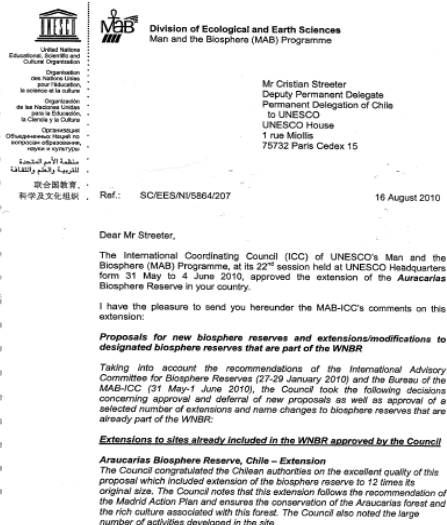 United Nations
Educational, Scientific and
Cultural Organization
Organisation
des Nations Unies
pour l'éducation,
la science et la culture
Organización
de las Naciones Unidas
para la Educación,
la Ciencia y la Cultura
Организация
Объединенных Наций по
вопросам образования,
науки и культуры
منظمة الأمم المتحدة
للتربية والعلم والثقافة
联合国教育、
科学及文化组织
MAB
Division of Ecological and Earth Sciences
Man and the Biosphere (MAB) Programme
Mr Cristian Streeter
Deputy Permanent Delegate
Permanent Delegation of Chile
to UNESCO
UNESCO House
1 rue Miollis
75732 Paris Cedex 15
Ref.: SC/EES/NI/5864/207 16 August 2010
Dear Mr Streeter,
The International Coordinating Council (ICC) of UNESCO's Man and the
Biosphere (MAB) Programme, at its 22nd session held at UNESCO Headquarters
form 31 May to 4 June 2010, approved the extension of the Auracarias
Biosphere Reserve in your country.
I have the pleasure to send you hereunder the MAB-ICC's comments on this
extension:
Proposals for new biosphere reserves and extensions/modifications to
designated biosphere reserves that are part of the WNBR
Taking into account the recommendations of the International Advisory
Committee for Biosphere Reserves (27-29 January 2010) and the Bureau of the
MAB-ICC (31 May-1 June 2010), the Council took the following decisions
concerning approval and deferral of new proposals as well as approval of a
selected number of extensions and name changes to biosphere reserves that are
already part of the WNBR:
Extensions to sites already included in the WNBR approved by the Council
Araucarias Biosphere Reserve, Chile – Extension
The Council congratulated the Chilean authorities on the excellent quality of this
proposal which included extension of the biosphere reserve to 12 times its
original size. The Council notes that this extension follows the recommendation of
the Madrid Action Plan and ensures the conservation of the Araucarias forest and
the rich culture associated with this forest. The Council also noted the large
number of activities developed in the site.